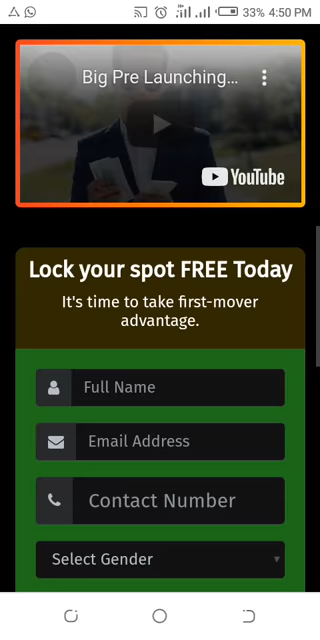 33% 4:50 PM
Big Pre Launching...
YouTube
Lock your spot FREE Today
It's time to take first-mover
advantage.
Full Name
Email Address
Contact Number
Select Gender